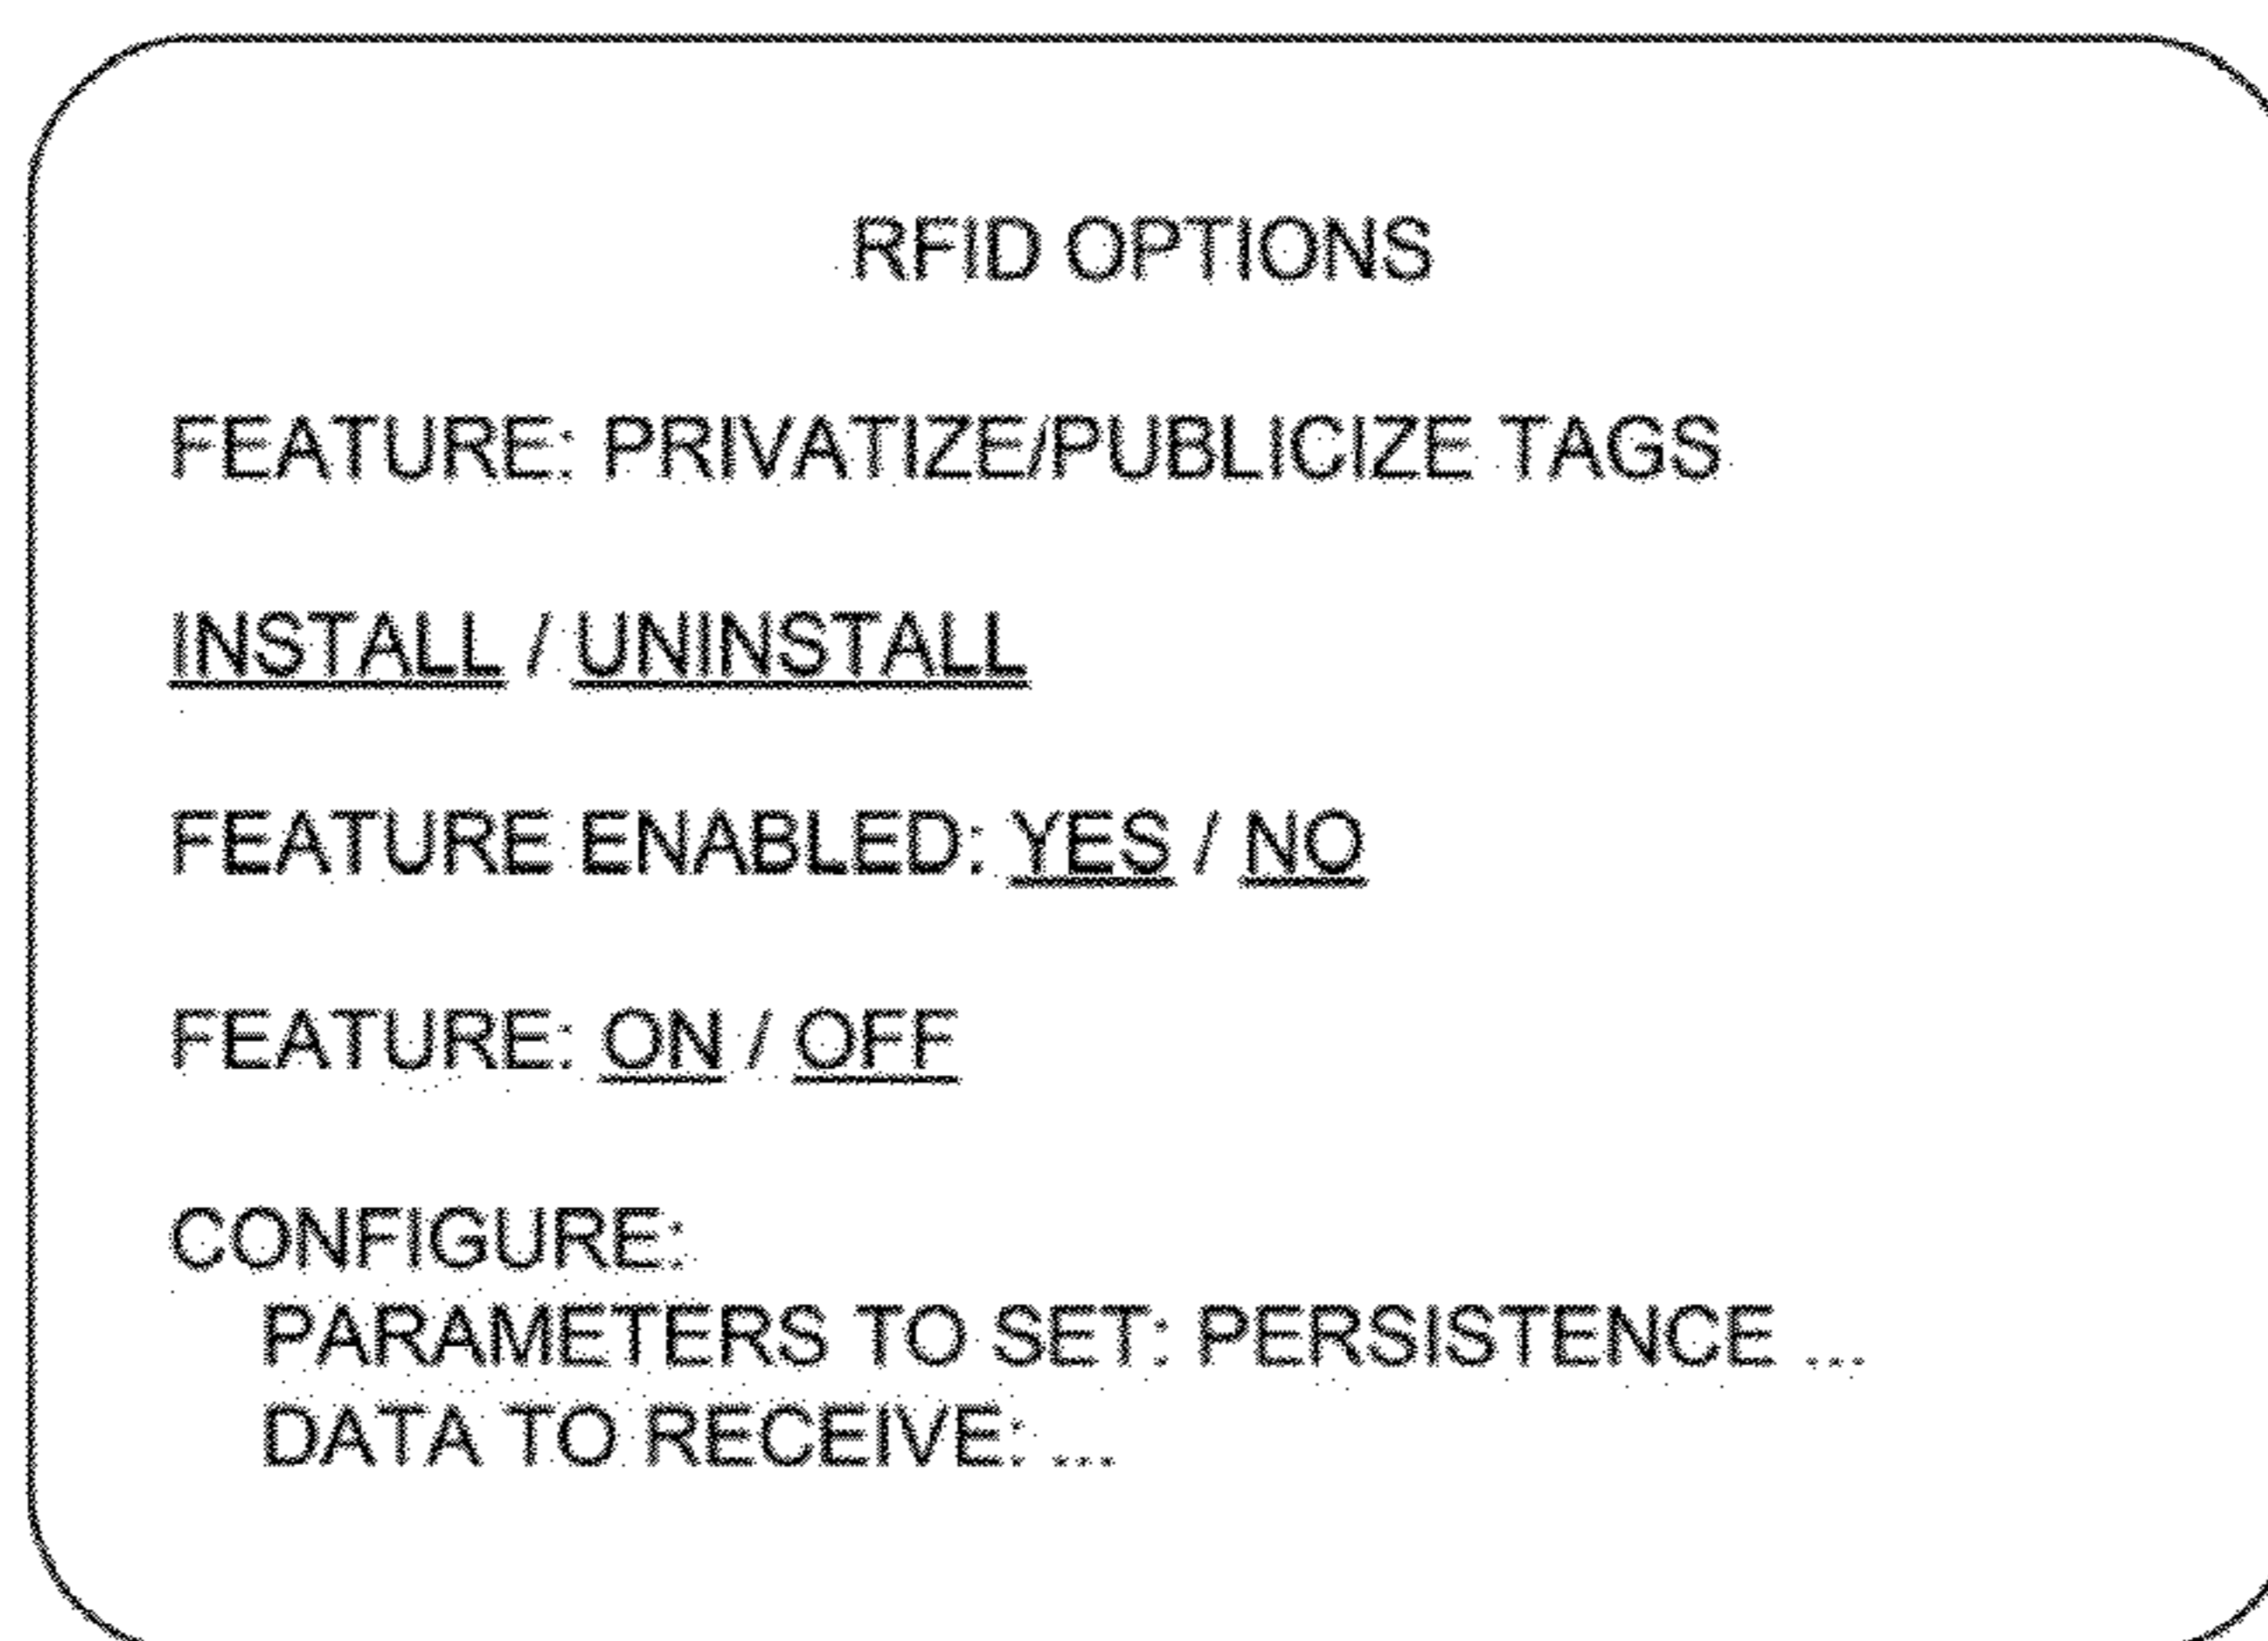 RFID OPTIONS
FEATURE: PRIVATIZE/PUBLICIZE TAGS
INSTALL / UNINSTALL
FEATURE ENABLED: YES / NO
FEATURE: ON / OFF
CONFIGURE:
PARAMETERS TO SET: PERSISTENCE ...
DATA TO RECEIVE: ...